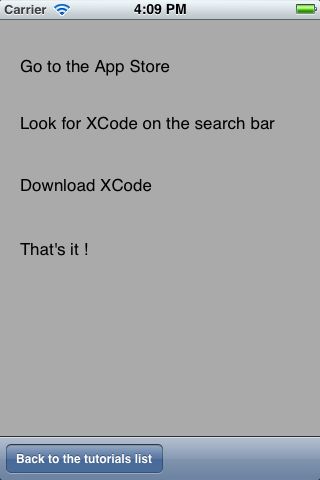 Carrier 4:09 PM
Go to the App Store
Look for XCode on the search bar
Download XCode
That's it !
Back to the tutorials list